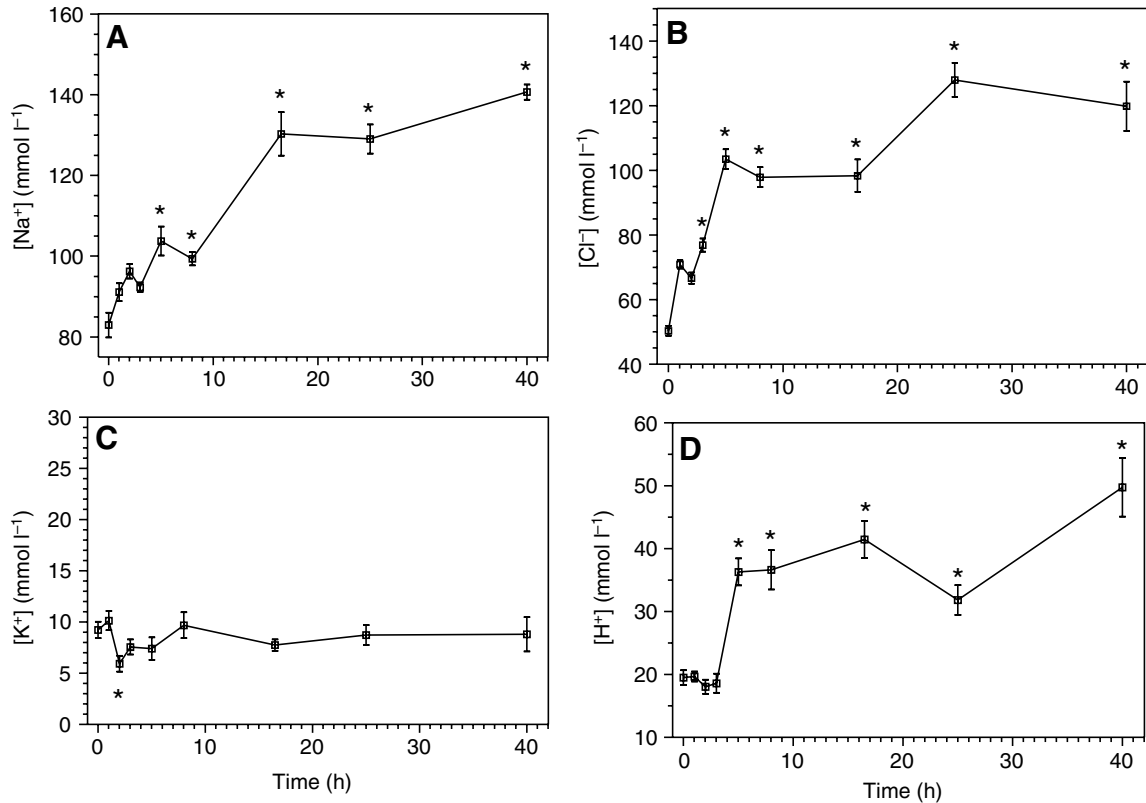 A
160
140
120
100
80
[Na⁺] (mmol l⁻¹)
* * * * *
0 10 20 30 40
B
140
120
100
80
60
40
[Cl⁻] (mmol l⁻¹)
* * * * * *
0 10 20 30 40
C
30
25
20
15
10
5
0
[K⁺] (mmol l⁻¹)
*
0 10 20 30 40
Time (h)
D
60
50
40
30
20
10
[H⁺] (mmol l⁻¹)
* * * * *
0 10 20 30 40
Time (h)